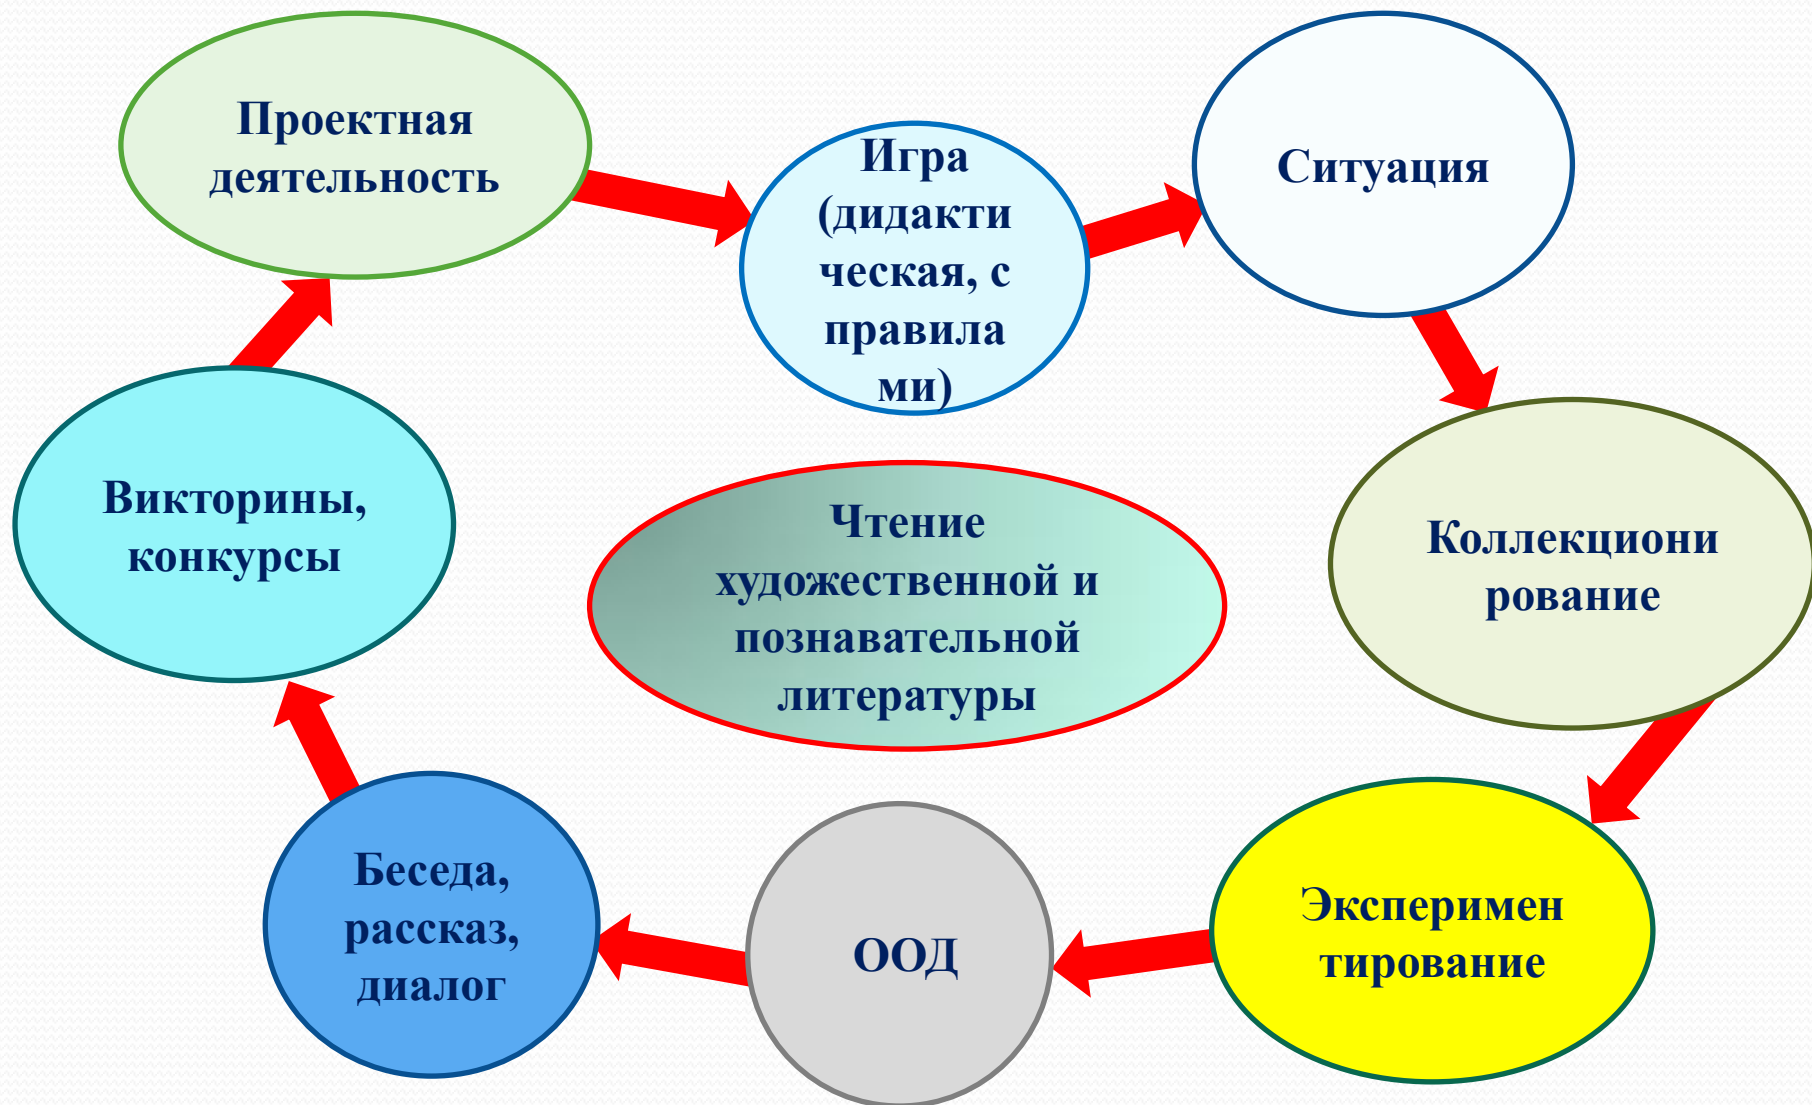 Проектная
деятельность
Игра
(дидакти
ческая, с
правила
ми)
Ситуация
Викторины,
конкурсы
Чтение
художественной и
познавательной
литературы
Коллекциони
рование
Беседа,
рассказ,
диалог
ООД
Эксперимен
тирование